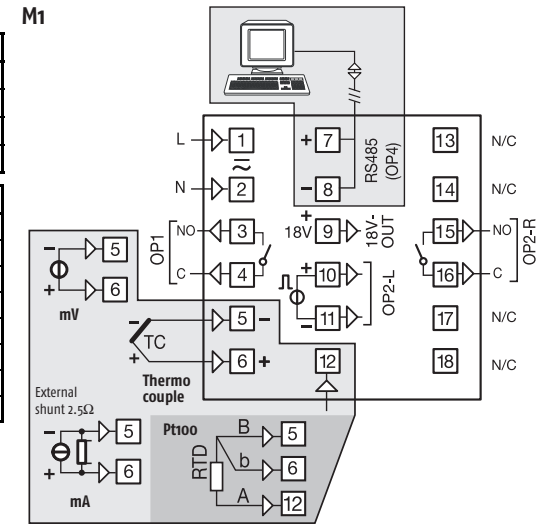 M1
L 1 + 7 RS485 (OP4) 13 N/C
N 2 − 8 14 N/C
OP1 NO 3 18V + 9 18V-OUT 15 NO OP2-R
C 4 + 10 OP2-L 16 C
− 5 mV
+ 6
− 11 17 N/C
− TC 5 −
+ 6 + 12 18 N/C
Thermo
couple
External
shunt 2.5Ω
− 5
+ 6
mA
Pt100
RTD
B 5
b 6
A 12